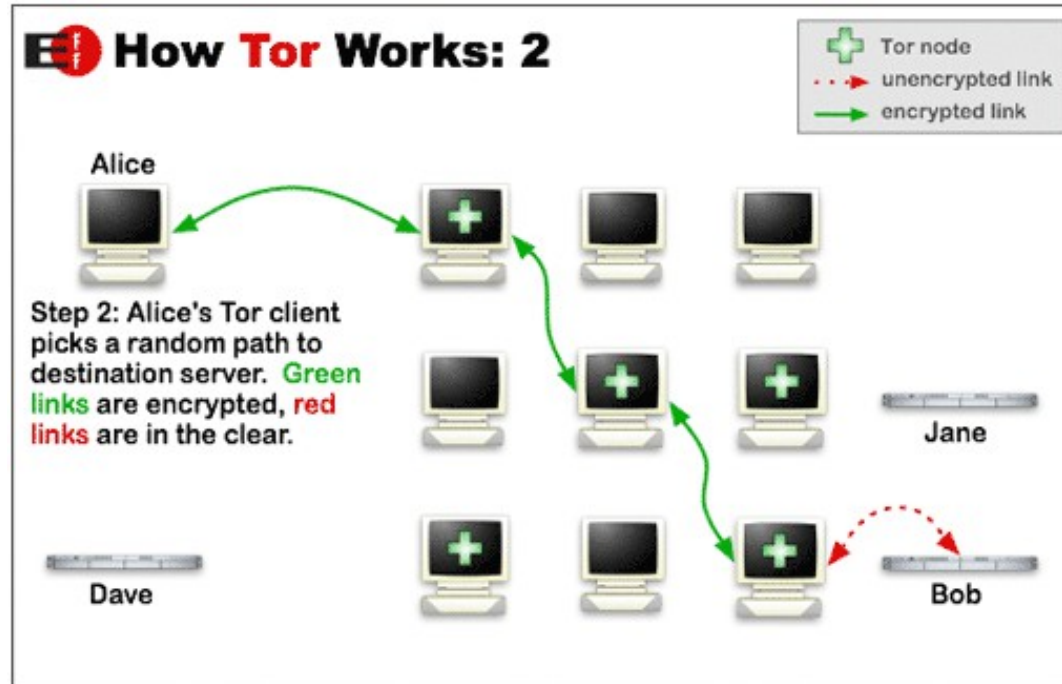 EFF How Tor Works: 2
Tor node
unencrypted link
encrypted link
Alice
Step 2: Alice's Tor client
picks a random path to
destination server. Green
links are encrypted, red
links are in the clear.
Jane
Dave
Bob